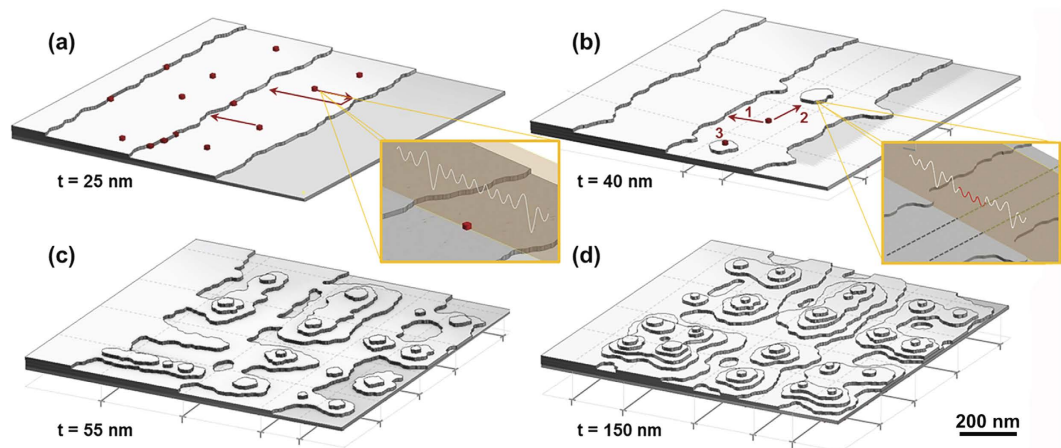 (a)
t = 25 nm
(b)
1
2
3
t = 40 nm
(c)
t = 55 nm
(d)
t = 150 nm
200 nm